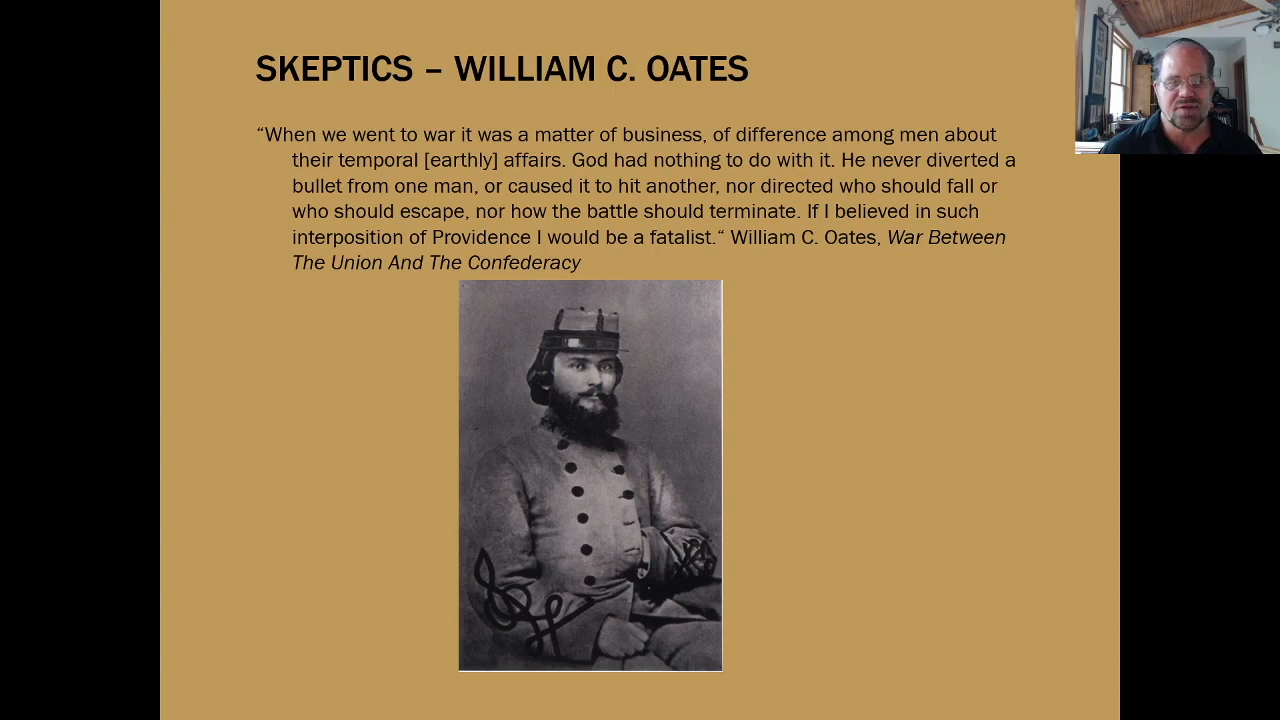 SKEPTICS – WILLIAM C. OATES
“When we went to war it was a matter of business, of difference among men about
their temporal [earthly] affairs. God had nothing to do with it. He never diverted a
bullet from one man, or caused it to hit another, nor directed who should fall or
who should escape, nor how the battle should terminate. If I believed in such
interposition of Providence I would be a fatalist.“ William C. Oates, War Between
The Union And The Confederacy